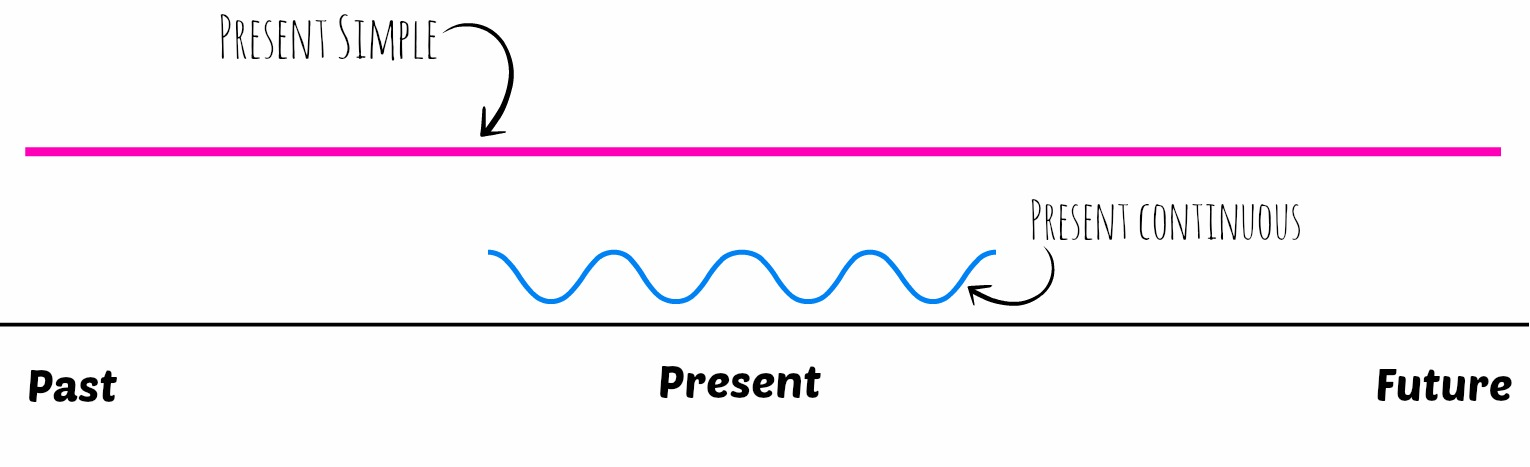 Present Simple
Present continuous
Past
Present
Future